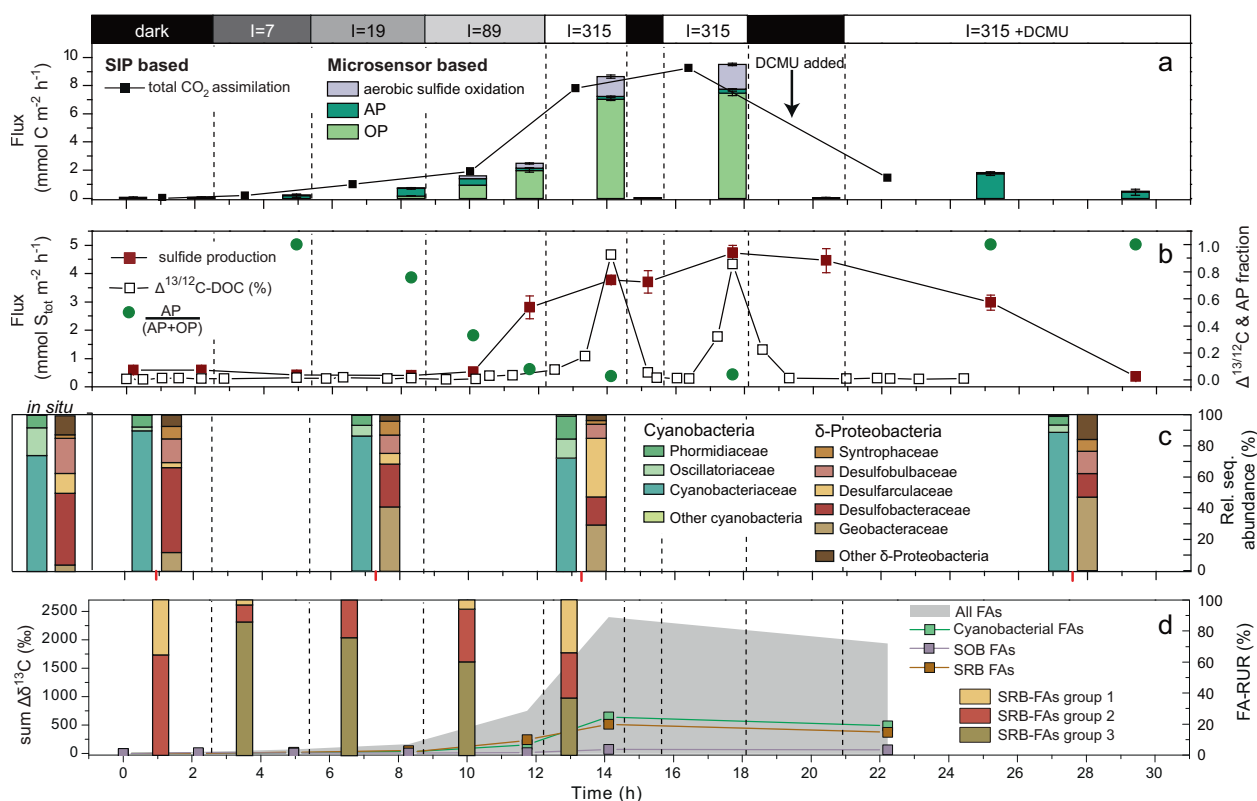 dark
I=7
I=19
I=89
I=315
I=315
I=315 +DCMU
a
SIP based
total CO2 assimilation
Microsensor based
aerobic sulfide oxidation
AP
OP
DCMU added
Flux
(mmol C m-2 h-1)
10
8
6
4
2
0
b
sulfide production
Δ13/12C-DOC (%)
AP
(AP+OP)
Flux
(mmol Stot m-2 h-1)
5
4
3
2
1
0
1.0
0.8
0.6
0.4
0.2
0.0
Δ13/12C & AP fraction
in situ
c
Cyanobacteria
Phormidiaceae
Oscillatoriaceae
Cyanobacteriaceae
Other cyanobacteria
δ-Proteobacteria
Syntrophaceae
Desulfobulbaceae
Desulfarculaceae
Desulfobacteraceae
Geobacteraceae
Other δ-Proteobacteria
100
80
60
40
20
0
Rel. seq.
abundance (%)
d
All FAs
Cyanobacterial FAs
SOB FAs
SRB FAs
SRB-FAs group 1
SRB-FAs group 2
SRB-FAs group 3
sum Δδ13C (‰)
2500
2000
1500
1000
500
0
100
80
60
40
20
0
FA-RUR (%)
0 2 4 6 8 10 12 14 16 18 20 22 24 26 28 30
Time (h)